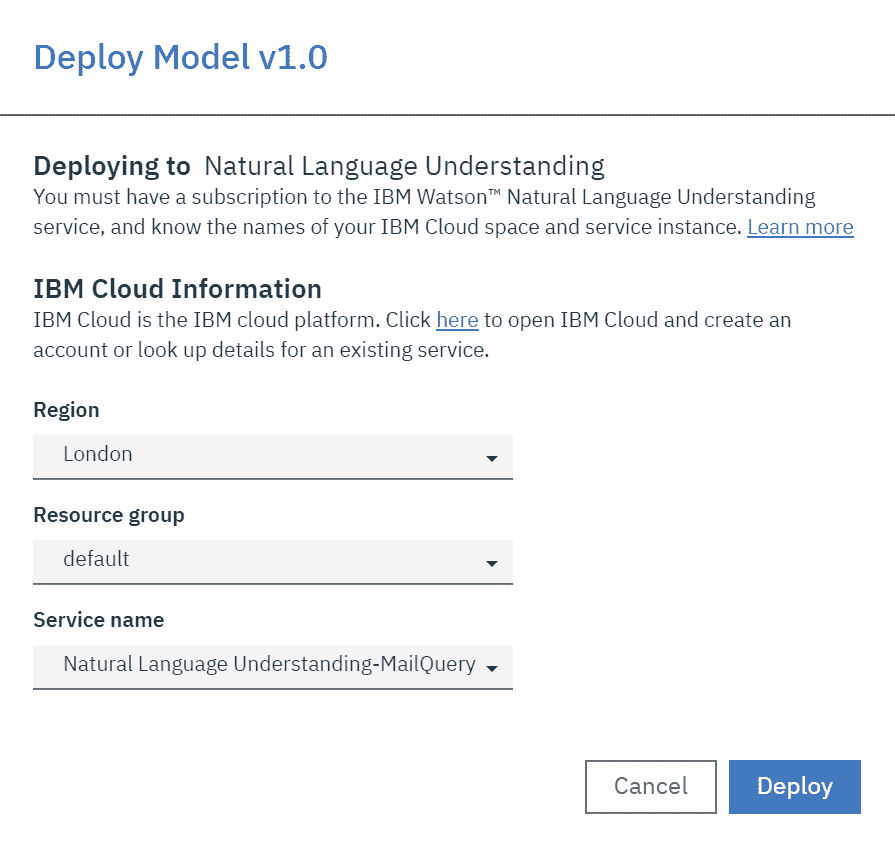 Deploy Model v1.0
Deploying to Natural Language Understanding
You must have a subscription to the IBM Watson™ Natural Language Understanding
service, and know the names of your IBM Cloud space and service instance. Learn more
IBM Cloud Information
IBM Cloud is the IBM cloud platform. Click here to open IBM Cloud and create an
account or look up details for an existing service.
Region
London
Resource group
default
Service name
Natural Language Understanding-MailQuery
Cancel
Deploy